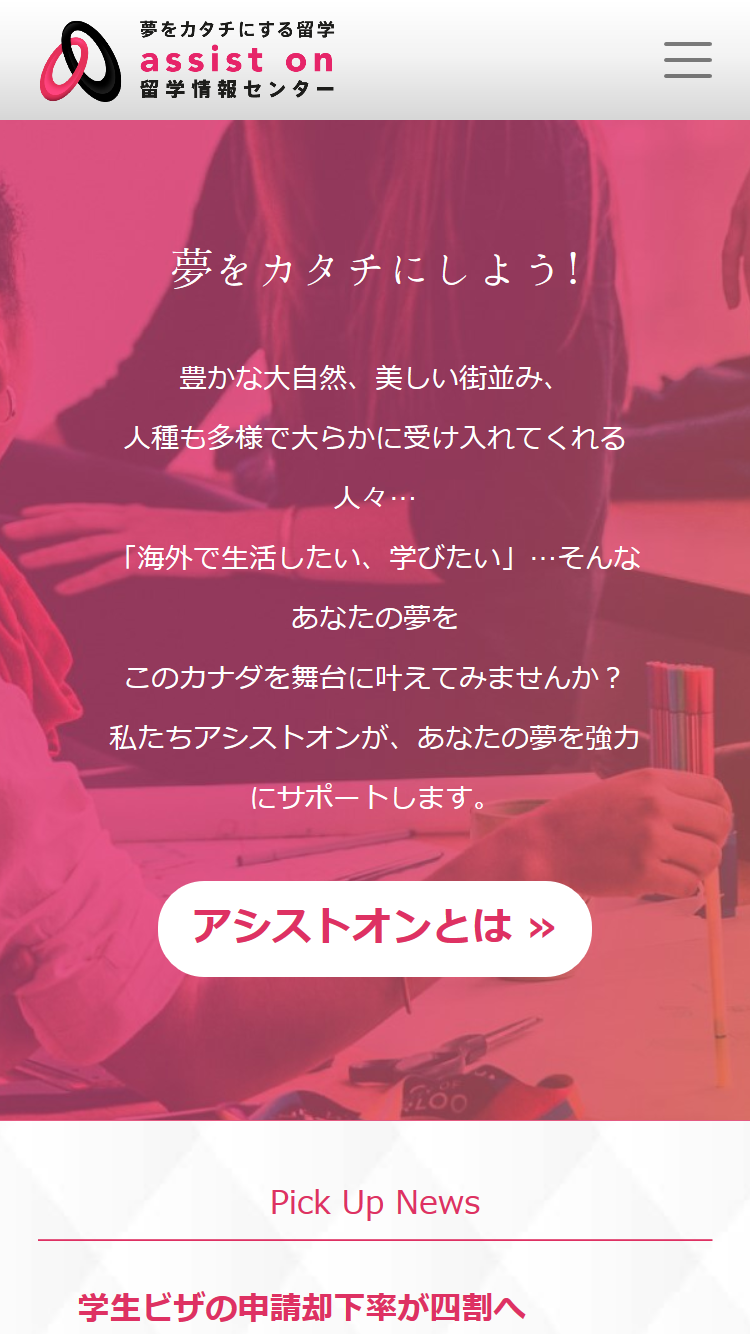 夢をカタチにする留学
assist on
留学情報センター
夢をカタチにしよう!
豊かな大自然、美しい街並み、
人種も多様で大らかに受け入れてくれる
人々…
「海外で生活したい、学びたい」…そんな
あなたの夢を
このカナダを舞台に叶えてみませんか？
私たちアシストオンが、あなたの夢を強力
にサポートします。
アシストオンとは »
Pick Up News
学生ビザの申請却下率が四割へ